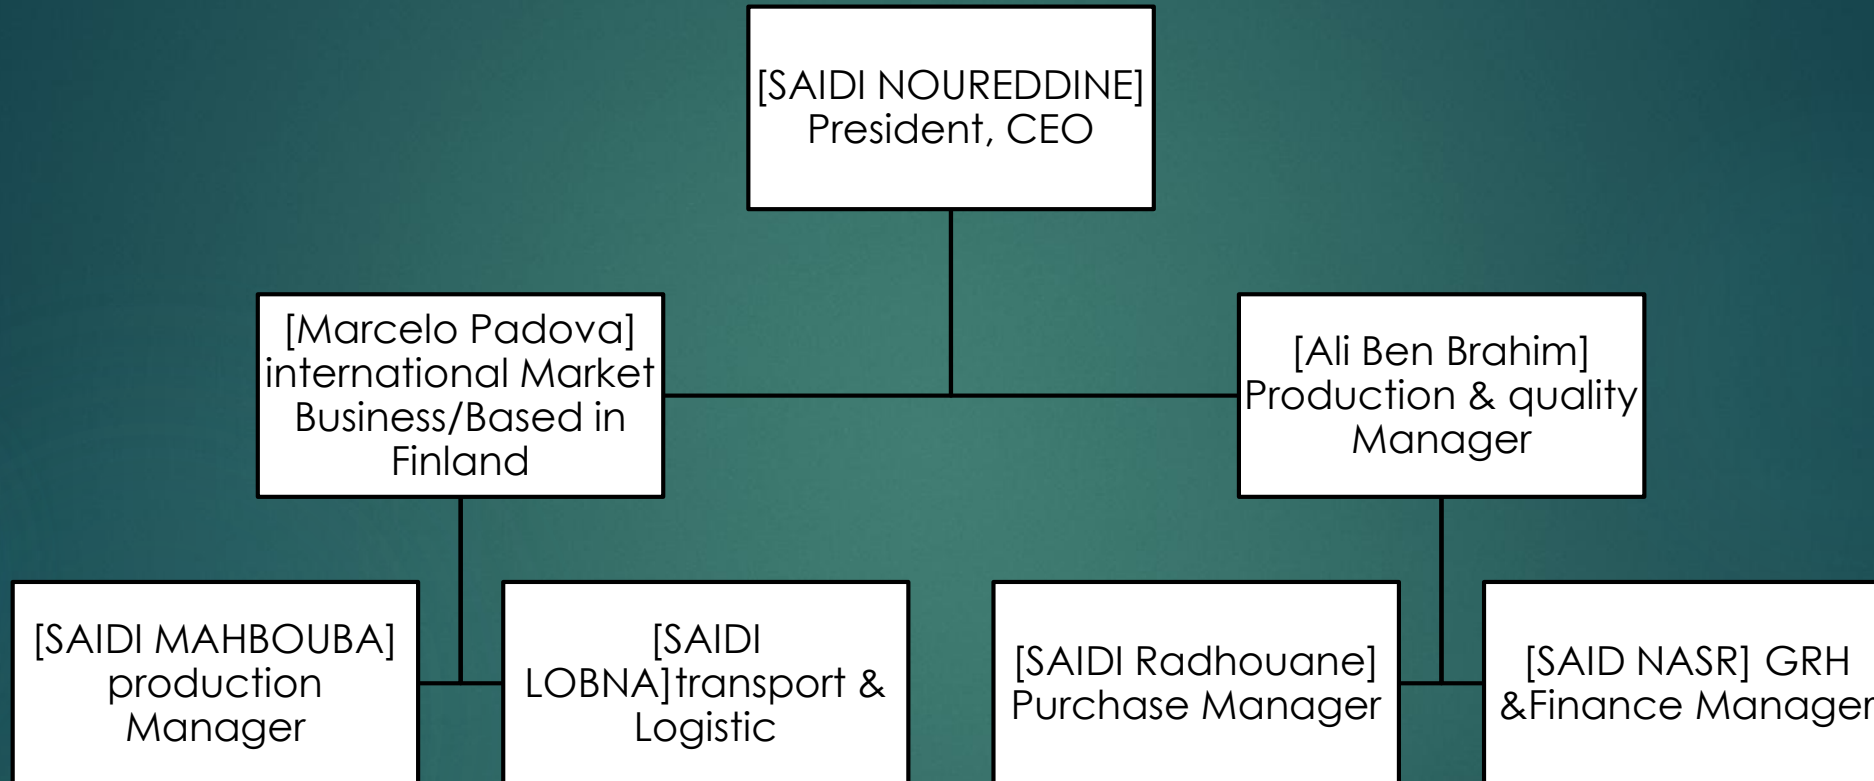 [SAIDI NOUREDDINE]
President, CEO
[Marcelo Padova]
international Market
Business/Based in
Finland
[Ali Ben Brahim]
Production & quality
Manager
[SAIDI MAHBOUBA]
production
Manager
[SAIDI
LOBNA]transport &
Logistic
[SAIDI Radhouane]
Purchase Manager
[SAID NASR] GRH
&Finance Manager